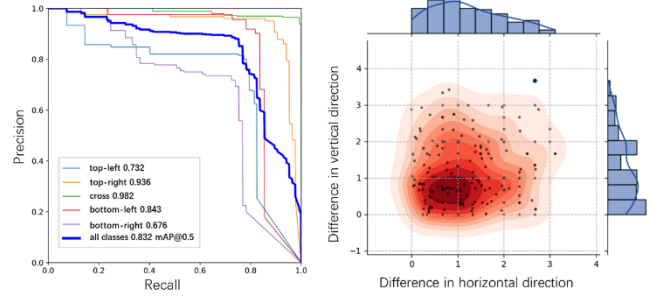 1.0
0.8
0.6
0.4
0.2
0.0
Precision
0.0 0.2 0.4 0.6 0.8 1.0
Recall
top-left 0.732
top-right 0.936
cross 0.982
bottom-left 0.843
bottom-right 0.676
all classes 0.832 mAP@0.5
4
3
2
1
0
−1
Difference in vertical direction
−1 0 1 2 3 4
Difference in horizontal direction